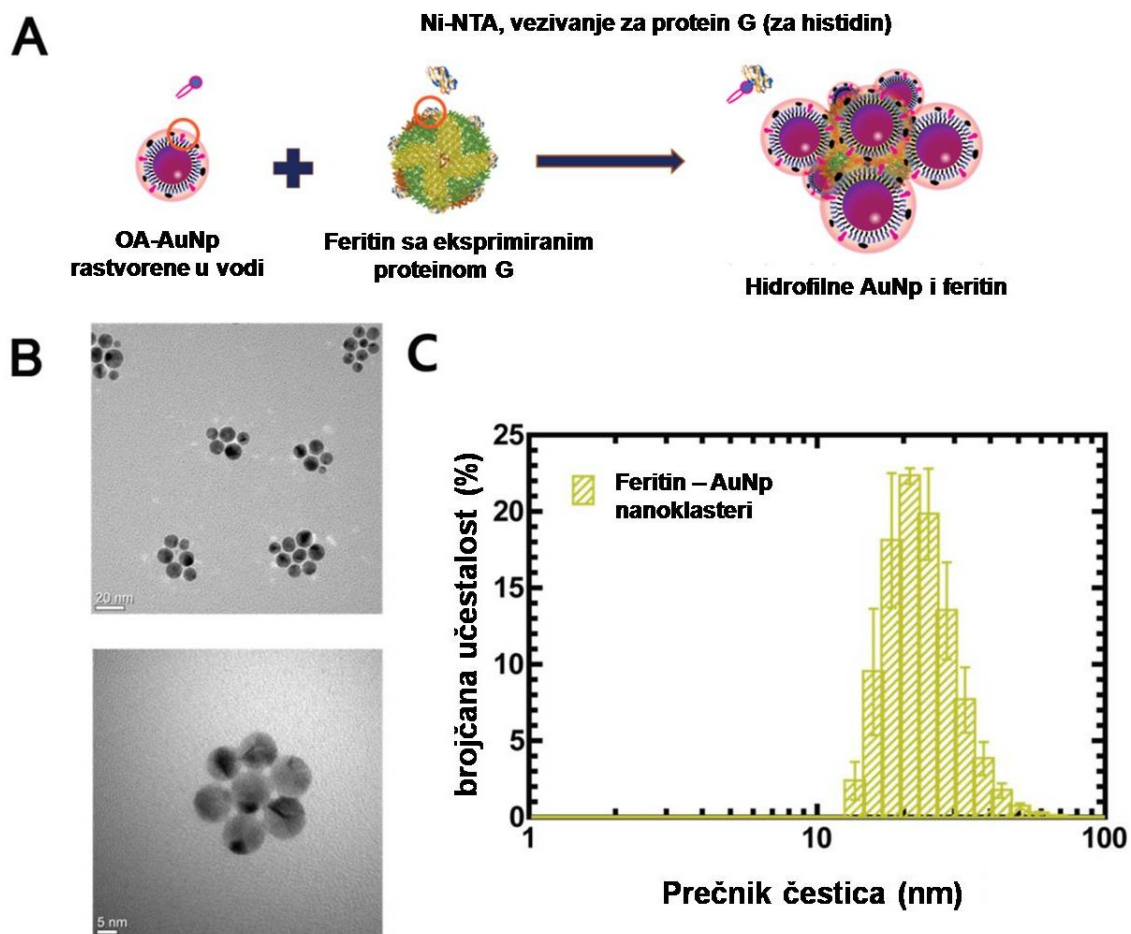 A
Ni-NTA, vezivanje za protein G (za histidin)
OA-AuNp
rastvorene u vodi
Feritin sa eksprimiranim
proteinom G
Hidrofilne AuNp i feritin
B
20 nm
5 nm
C
brojčana učestalost (%)
25
20
15
10
5
0
Feritin – AuNp
nanoklasteri
1
10
100
Prečnik čestica (nm)